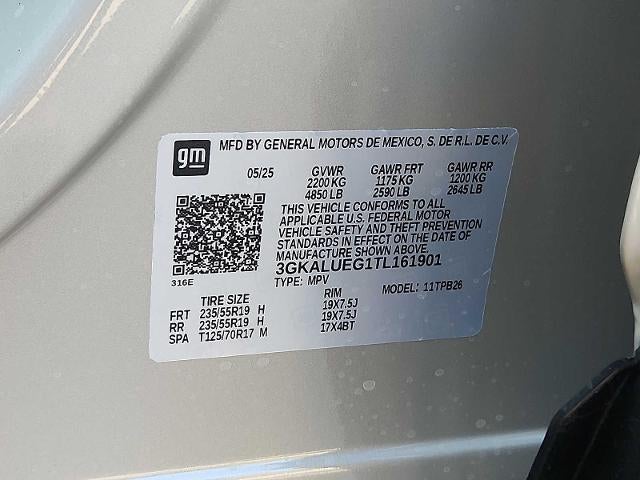 gm MFD BY GENERAL MOTORS DE MEXICO, S. DE R.L. DE C.V.
05/25 GVWR GAWR FRT GAWR RR
2200 KG 1175 KG 1200 KG
4850 LB 2590 LB 2645 LB
THIS VEHICLE CONFORMS TO ALL
APPLICABLE U.S. FEDERAL MOTOR
VEHICLE SAFETY AND THEFT PREVENTION
STANDARDS IN EFFECT ON THE DATE OF
MANUFACTURE SHOWN ABOVE.
3GKALUEG1TL161901
316E TYPE: MPV MODEL: 11TPB26
TIRE SIZE RIM
FRT 235/55R19 H 19X7.5J
RR 235/55R19 H 19X7.5J
SPA T125/70R17 M 17X4BT